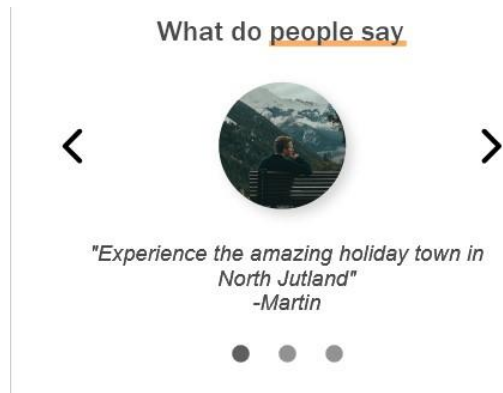 What do people say
"Experience the amazing holiday town in
North Jutland"
-Martin